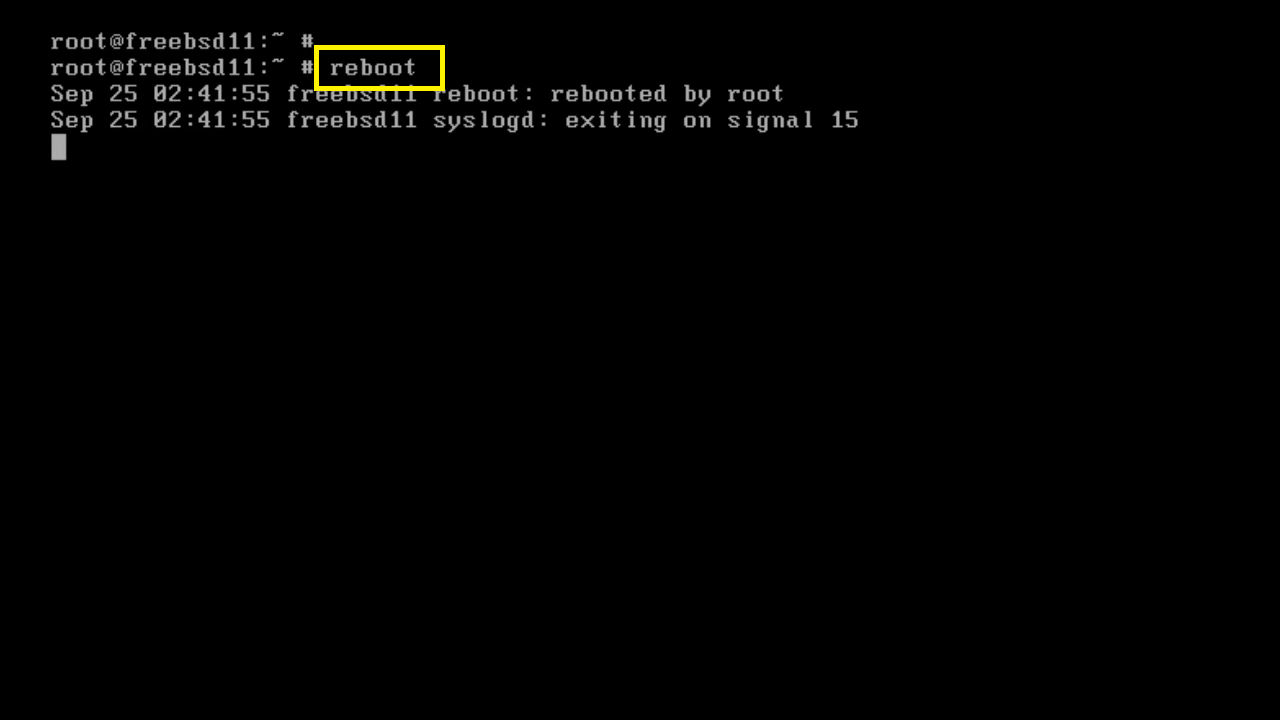 root@freebsd11:~ #
root@freebsd11:~ # reboot
Sep 25 02:41:55 freebsd11 reboot: rebooted by root
Sep 25 02:41:55 freebsd11 syslogd: exiting on signal 15